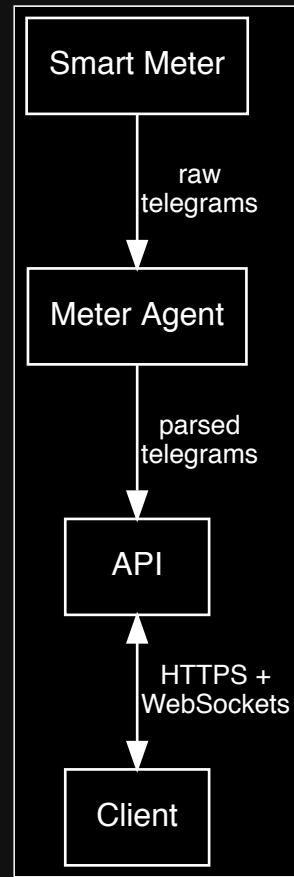 Smart Meter
raw
telegrams
Meter Agent
parsed
telegrams
API
HTTPS +
WebSockets
Client